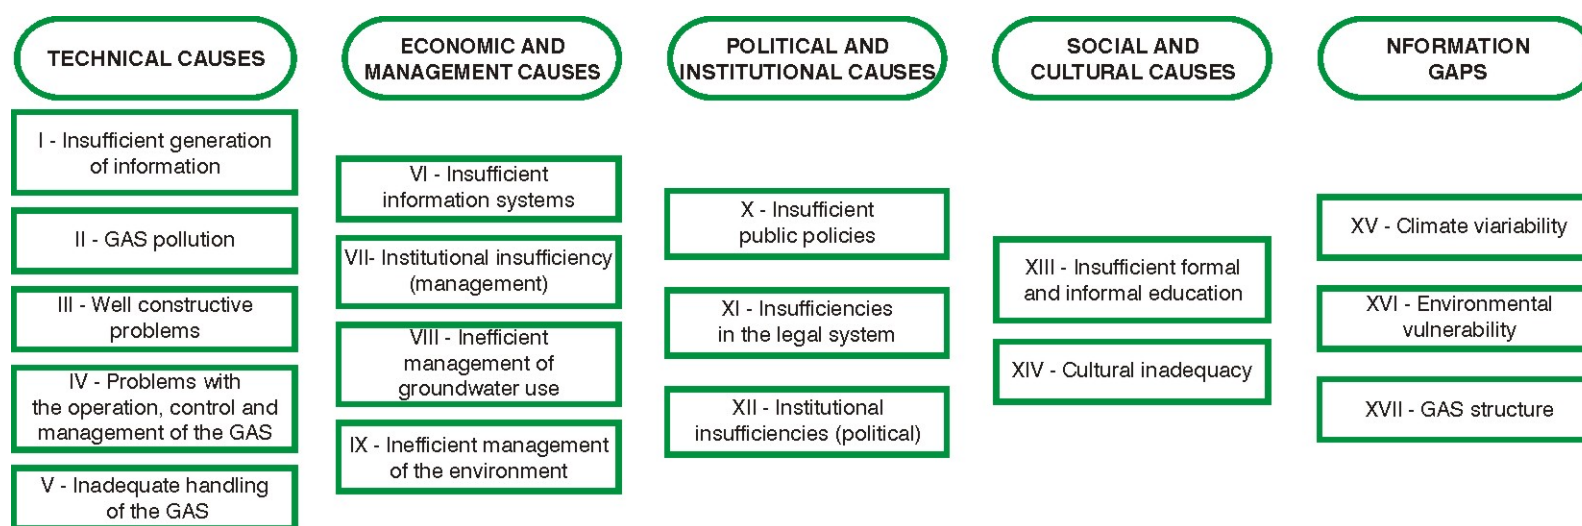 TECHNICAL CAUSES
I - Insufficient generation
of information
II - GAS pollution
III - Well constructive
problems
IV - Problems with
the operation, control and
management of the GAS
V - Inadequate handling
of the GAS
ECONOMIC AND
MANAGEMENT CAUSES
VI - Insufficient
information systems
VII- Institutional insufficiency
(management)
VIII - Inefficient
management of
groundwater use
IX - Inefficient management
of the environment
POLITICAL AND
INSTITUTIONAL CAUSES
X - Insufficient
public policies
XI - Insufficiencies
in the legal system
XII - Institutional
insufficiencies (political)
SOCIAL AND
CULTURAL CAUSES
XIII - Insufficient formal
and informal education
XIV - Cultural inadequacy
NFORMATION
GAPS
XV - Climate viariability
XVI - Environmental
vulnerability
XVII - GAS structure